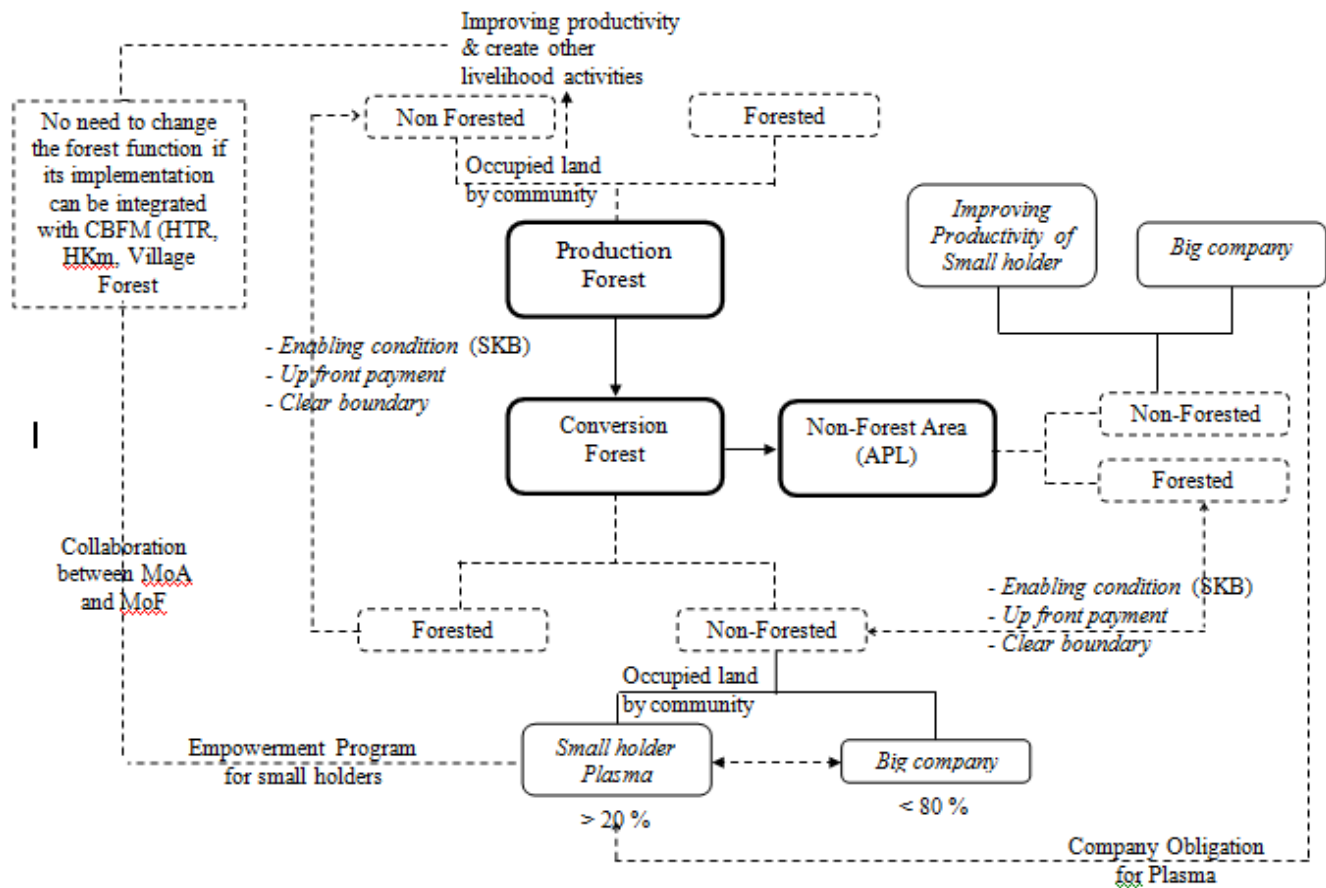 Improving productivity
& create other
livelihood activities
No need to change
the forest function if
its implementation
can be integrated
with CBFM (HTR,
HKm, Village
Forest
Non Forested
Forested
Occupied land
by community
Production
Forest
Improving
Productivity of
Small holder
Big company
- Enabling condition (SKB)
- Up front payment
- Clear boundary
Conversion
Forest
Non-Forest Area
(APL)
Non-Forested
Forested
Collaboration
between MoA
and MoF
Forested
Non-Forested
- Enabling condition (SKB)
- Up front payment
- Clear boundary
Occupied land
by community
Empowerment Program
for small holders
Small holder
Plasma
> 20 %
Big company
< 80 %
Company Obligation
for Plasma